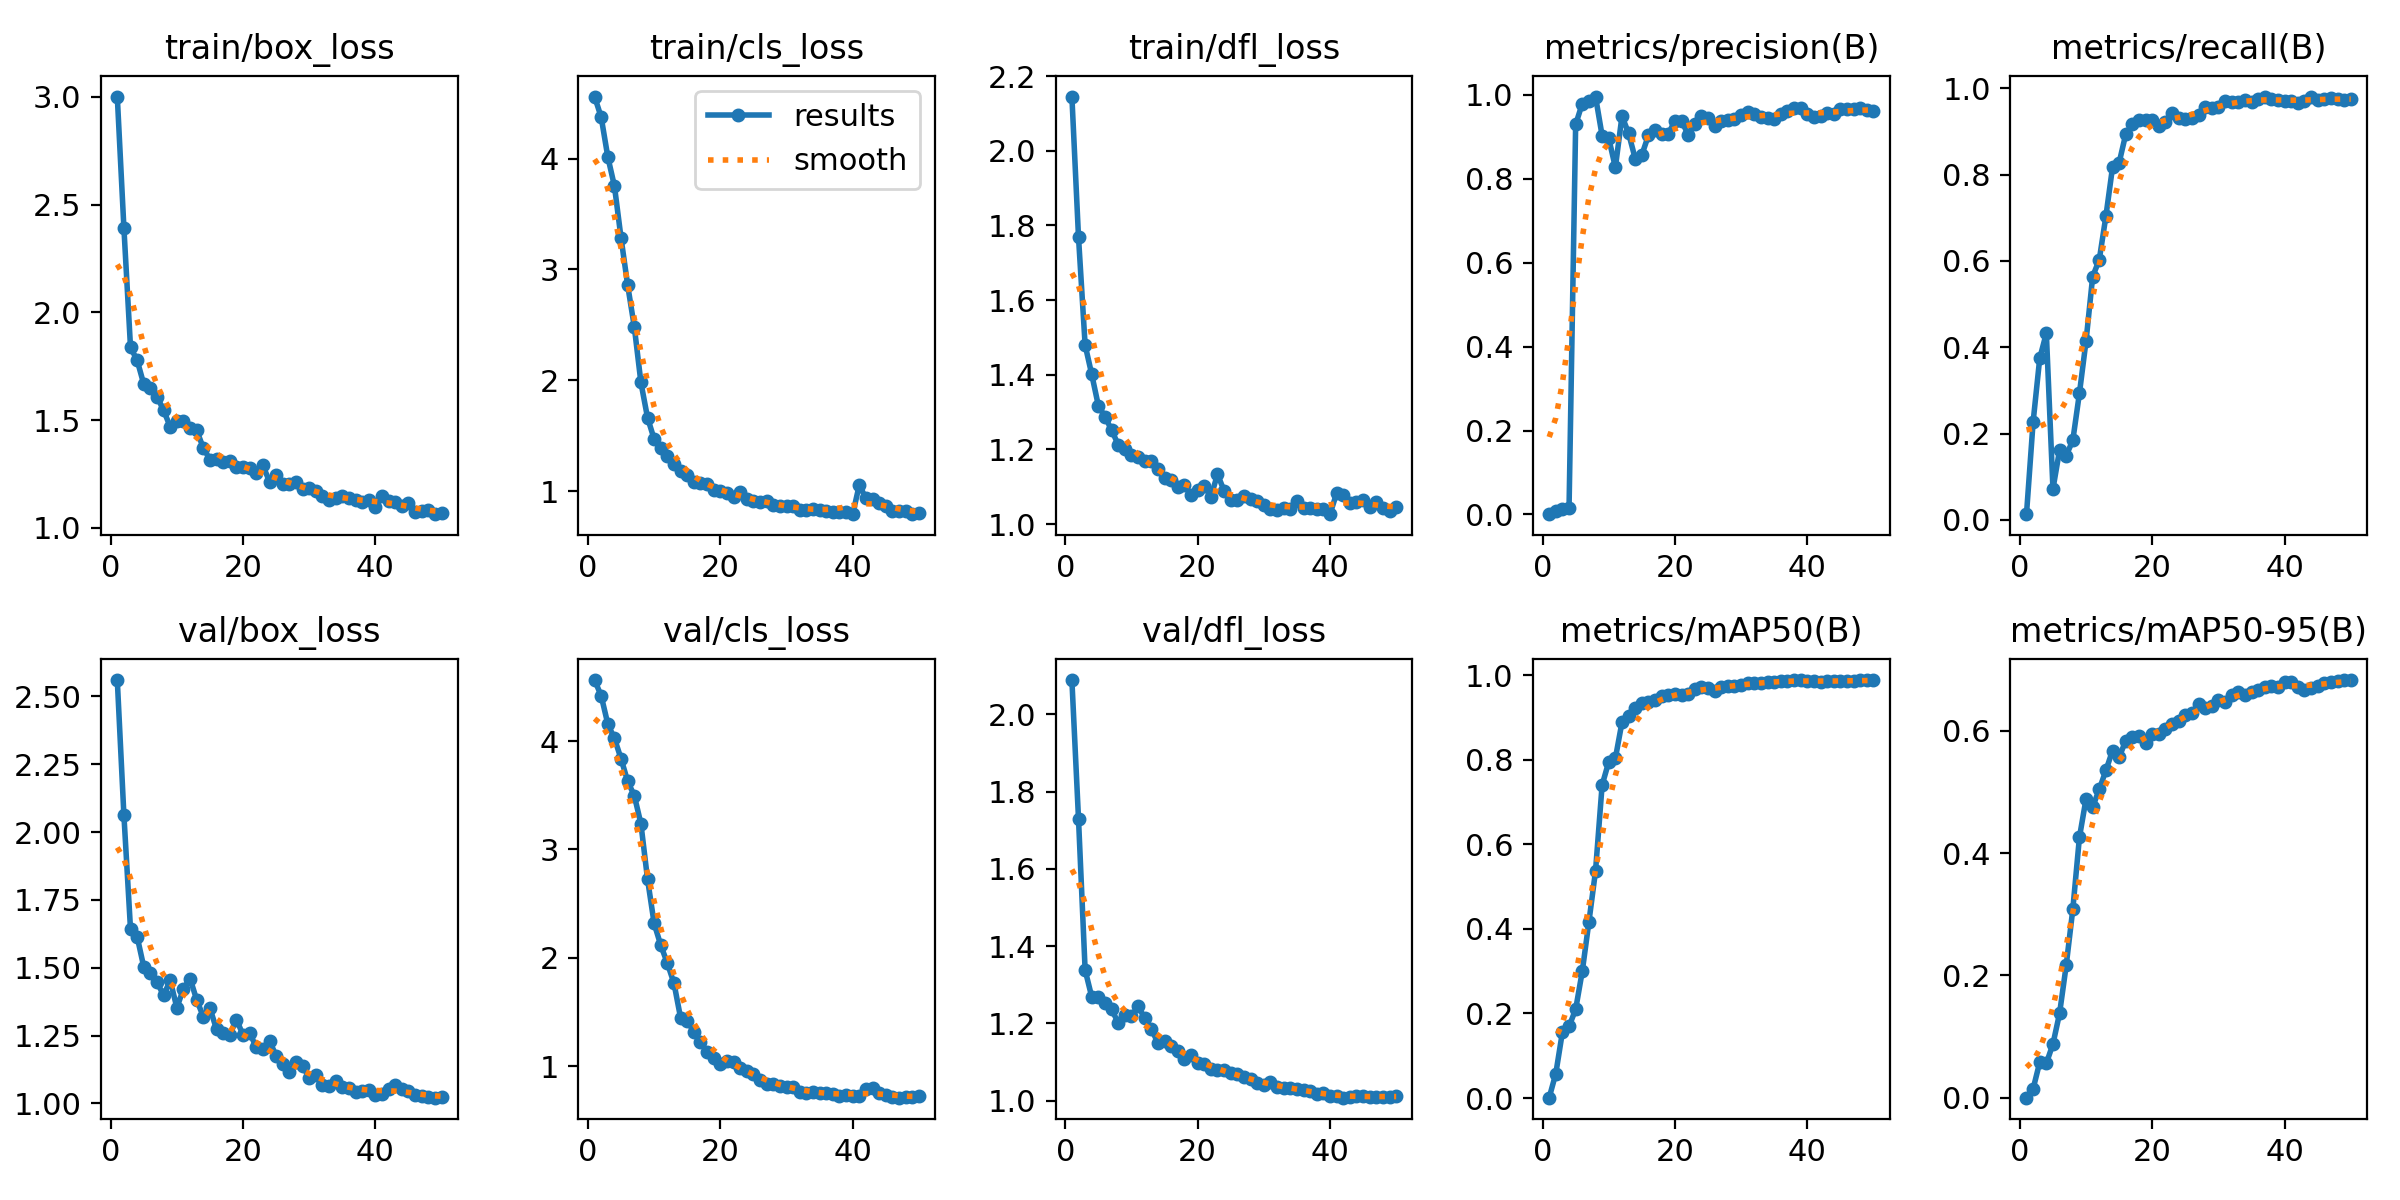 train/box_loss
train/cls_loss
train/dfl_loss
metrics/precision(B)
metrics/recall(B)
3.0
2.5
2.0
1.5
1.0
0 20 40
4
3
2
1
0 20 40
results
smooth
2.2
2.0
1.8
1.6
1.4
1.2
1.0
0 20 40
1.0
0.8
0.6
0.4
0.2
0.0
0 20 40
1.0
0.8
0.6
0.4
0.2
0.0
0 20 40
val/box_loss
val/cls_loss
val/dfl_loss
metrics/mAP50(B)
metrics/mAP50-95(B)
2.50
2.25
2.00
1.75
1.50
1.25
1.00
0 20 40
4
3
2
1
0 20 40
2.0
1.8
1.6
1.4
1.2
1.0
0 20 40
1.0
0.8
0.6
0.4
0.2
0.0
0 20 40
0.6
0.4
0.2
0.0
0 20 40